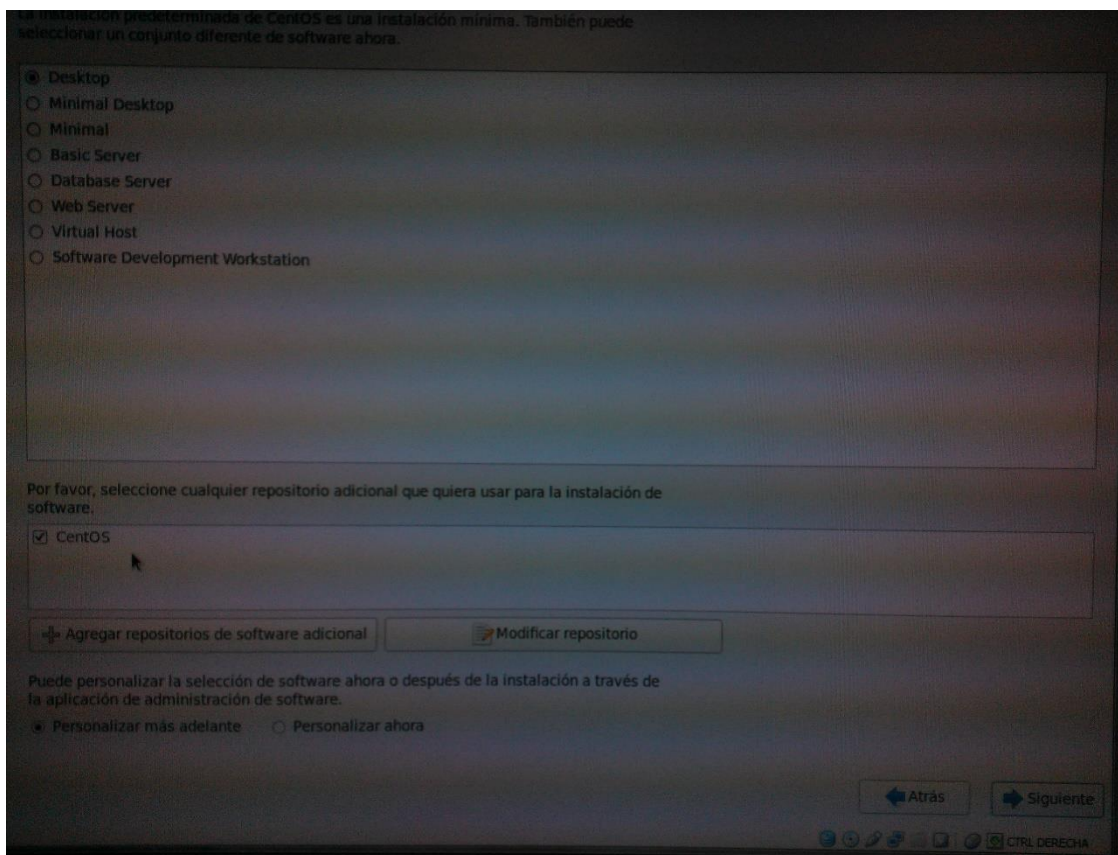 La instalación predeterminada de CentOS es una instalación mínima. También puede
seleccionar un conjunto diferente de software ahora.
Desktop
Minimal Desktop
Minimal
Basic Server
Database Server
Web Server
Virtual Host
Software Development Workstation
Por favor, seleccione cualquier repositorio adicional que quiera usar para la instalación de
software.
CentOS
Agregar repositorios de software adicional
Modificar repositorio
Puede personalizar la selección de software ahora o después de la instalación a través de
la aplicación de administración de software.
Personalizar más adelante
Personalizar ahora
Atrás
Siguiente
CTRL DERECHA